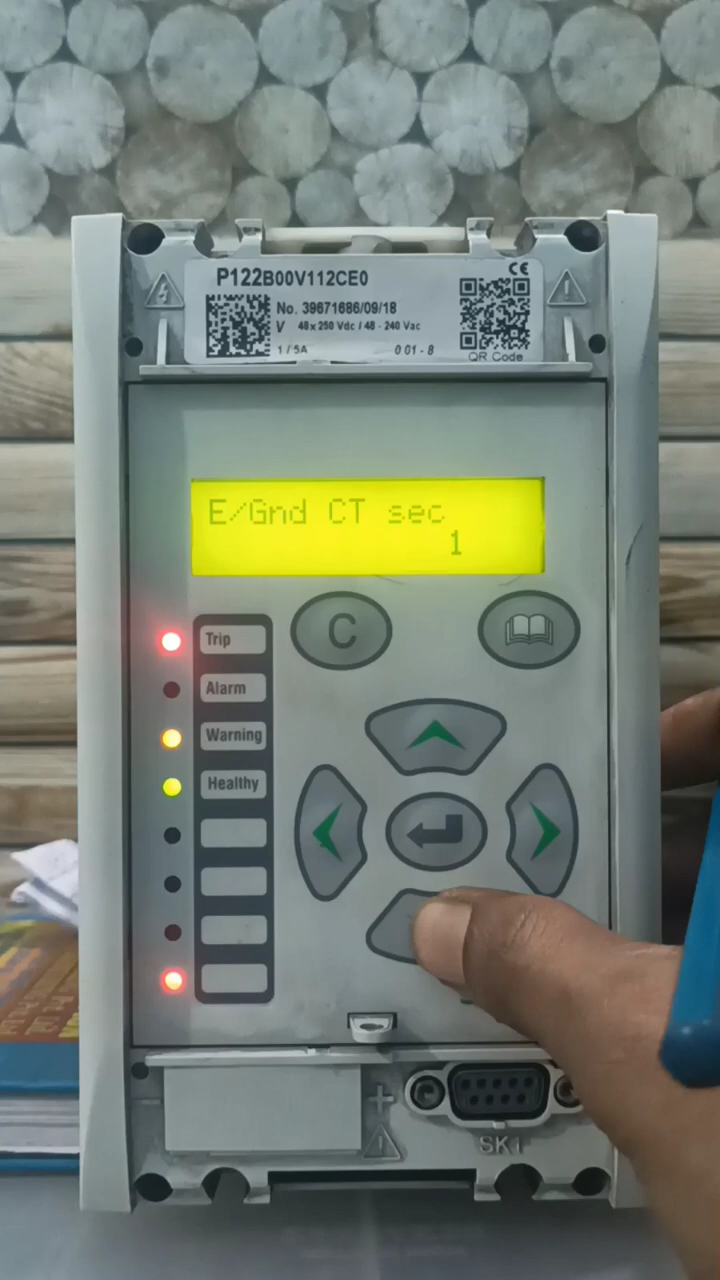 P122B00V112CE0
CE
No. 39671686/09/18
V 48 x 250 Vdc / 48 - 240 Vac
1 / 5A 0 01 - 8
QR Code
E/Gnd CT sec
1
C
Trip
Alarm
Warning
Healthy
SK1